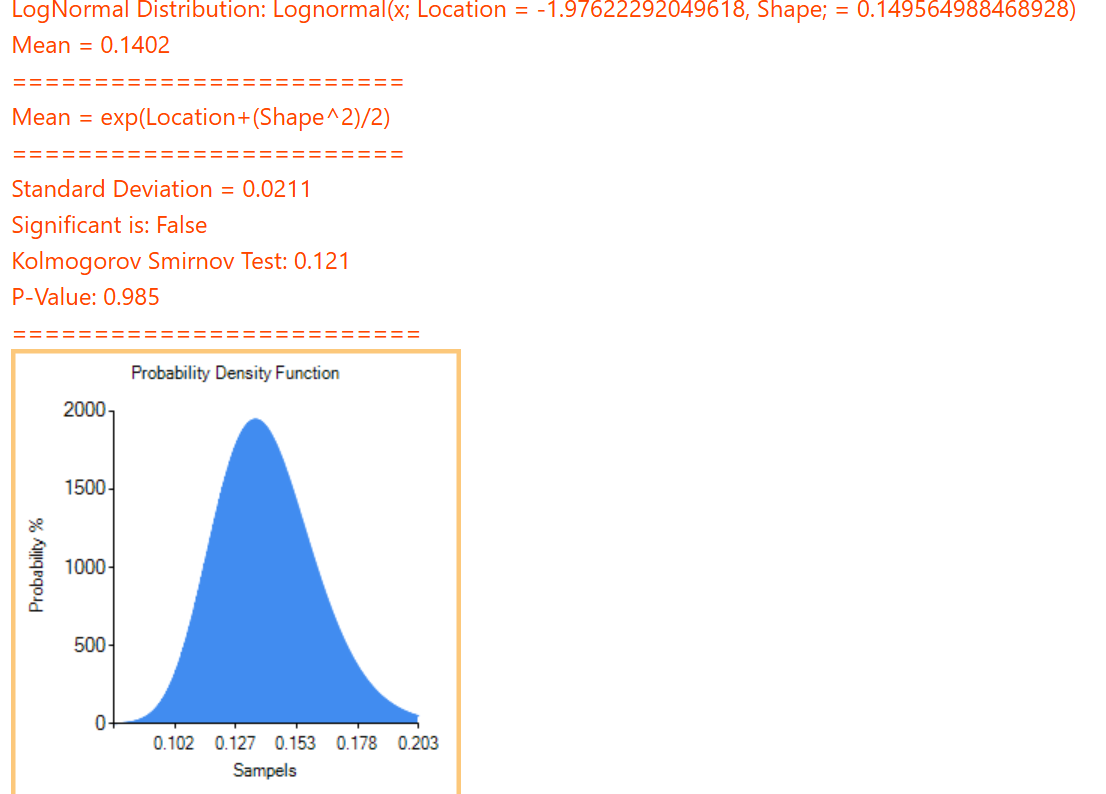 LogNormal Distribution: Lognormal(x; Location = -1.97622292049618, Shape; = 0.149564988468928)
Mean = 0.1402
========================
Mean = exp(Location+(Shape^2)/2)
========================
Standard Deviation = 0.0211
Significant is: False
Kolmogorov Smirnov Test: 0.121
P-Value: 0.985
=========================
Probability Density Function
2000
1500
1000
500
0
Probability %
0.102 0.127 0.153 0.178 0.203
Sampels